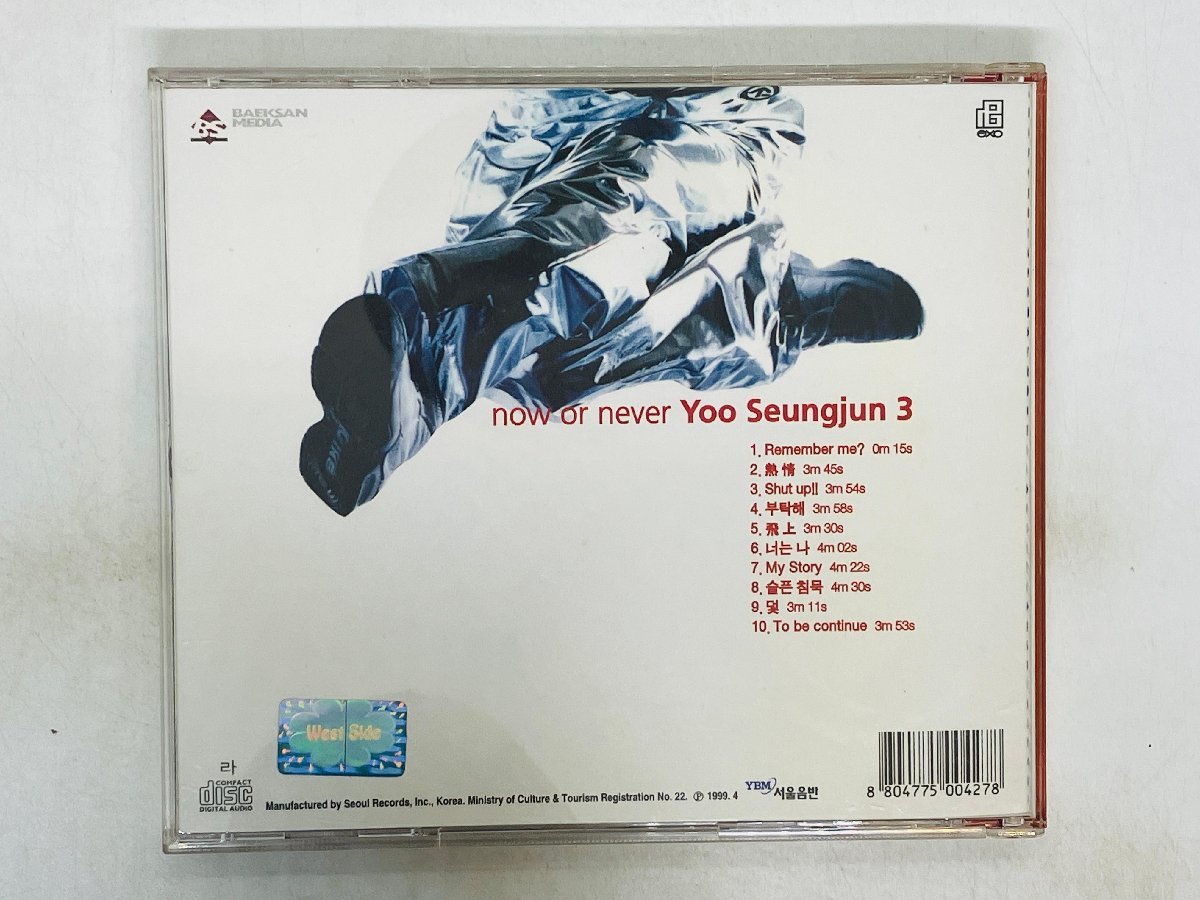 BS
BAEKSAN
MEDIA
exo
NIKE
now or never Yoo Seungjun 3
1. Remember me? 0m 15s
2. 熱 情 3m 45s
3. Shut up!! 3m 54s
4. 부탁해 3m 58s
5. 飛 上 3m 30s
6. 너는 나 4m 02s
7. My Story 4m 22s
8. 슬픈 침묵 4m 30s
9. 덫 3m 11s
10. To be continue 3m 53s
West Side
라
COMPACT
disc
DIGITAL AUDIO
Manufactured by Seoul Records, Inc., Korea. Ministry of Culture & Tourism Registration No. 22. ℗ 1999. 4
YBM 서울음반
8 804775 004278